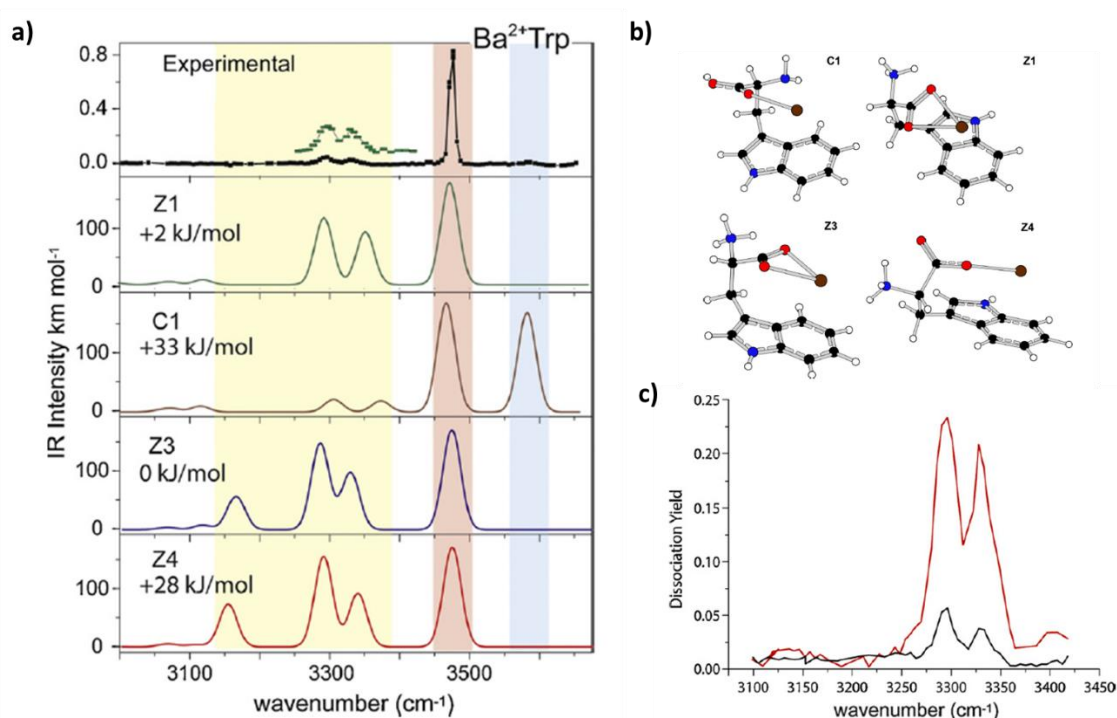 a)
Ba²⁺Trp
Experimental
0.8
0.4
0.0
Z1
+2 kJ/mol
100
0
C1
+33 kJ/mol
100
0
Z3
0 kJ/mol
100
0
Z4
+28 kJ/mol
100
0
IR Intensity km mol⁻¹
3100
3300
3500
wavenumber (cm⁻¹)
b)
C1
Z1
Z3
Z4
c)
0.25
0.20
0.15
0.10
0.05
0.00
Dissociation Yield
3100
3150
3200
3250
3300
3350
3400
3450
wavenumber (cm⁻¹)